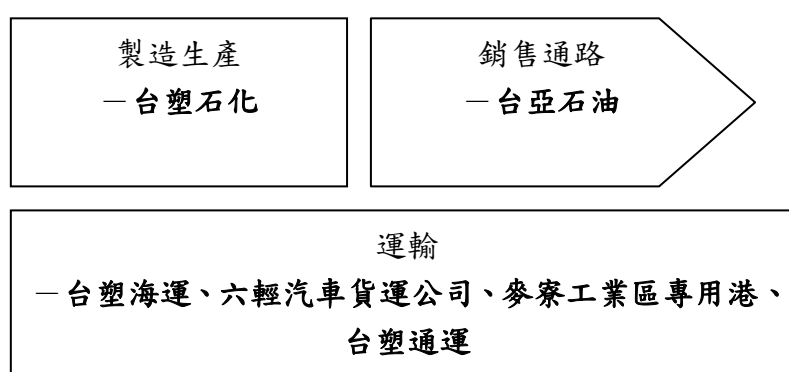 製造生產
－台塑石化
銷售通路
－台亞石油
運輸
－台塑海運、六輕汽車貨運公司、麥寮工業區專用港、
台塑通運